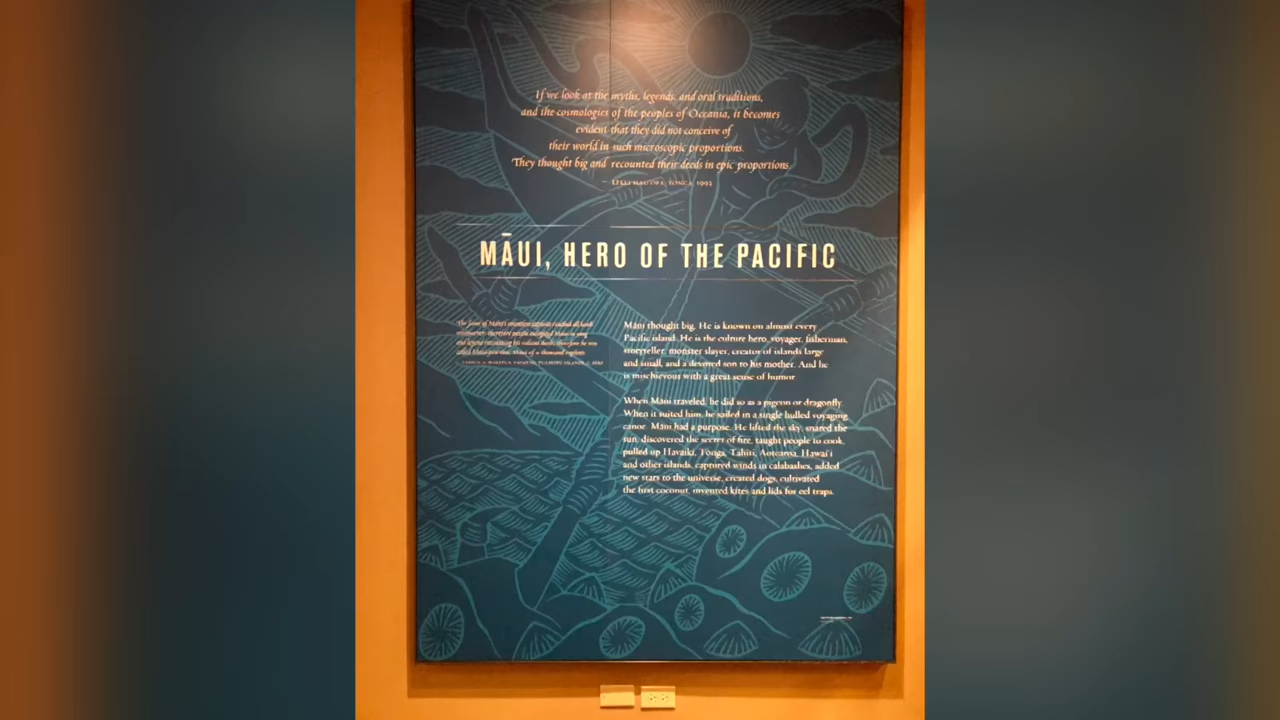 If we look at the myths, legends, and oral traditions,
and the cosmologies of the peoples of Oceania, it becomes
evident that they did not conceive of
their world in such microscopic proportions.
They thought big and recounted their deeds in epic proportions.
TONGA, 1993
MĀUI, HERO OF THE PACIFIC
Māui thought big. He is known on almost every
Pacific island. He is the culture hero, voyager, fisherman,
storyteller, monster slayer, creator of islands large
and small, and a devoted son to his mother. And he
is mischievous with a great sense of humor.
When Māui traveled, he did so as a pigeon or dragonfly.
When it suited him, he sailed in a single hulled voyaging
canoe. Māui had a purpose. He lifted the sky, snared the
sun, discovered the secret of fire, taught people to cook,
pulled up Havaiki, Tonga, Tahiti, Aotearoa, Hawai'i
and other islands, captured winds in calabashes, added
new stars to the universe, created dogs, cultivated
the first coconut, invented kites and lids for eel traps.